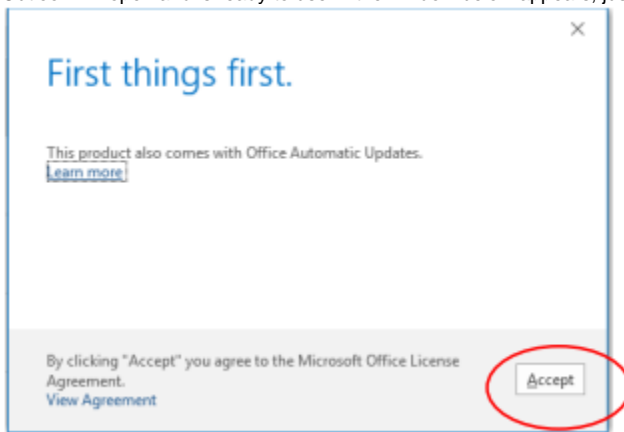 First things first.
This product also comes with Office Automatic Updates.
Learn more
By clicking "Accept" you agree to the Microsoft Office License
Agreement.
View Agreement
Accept